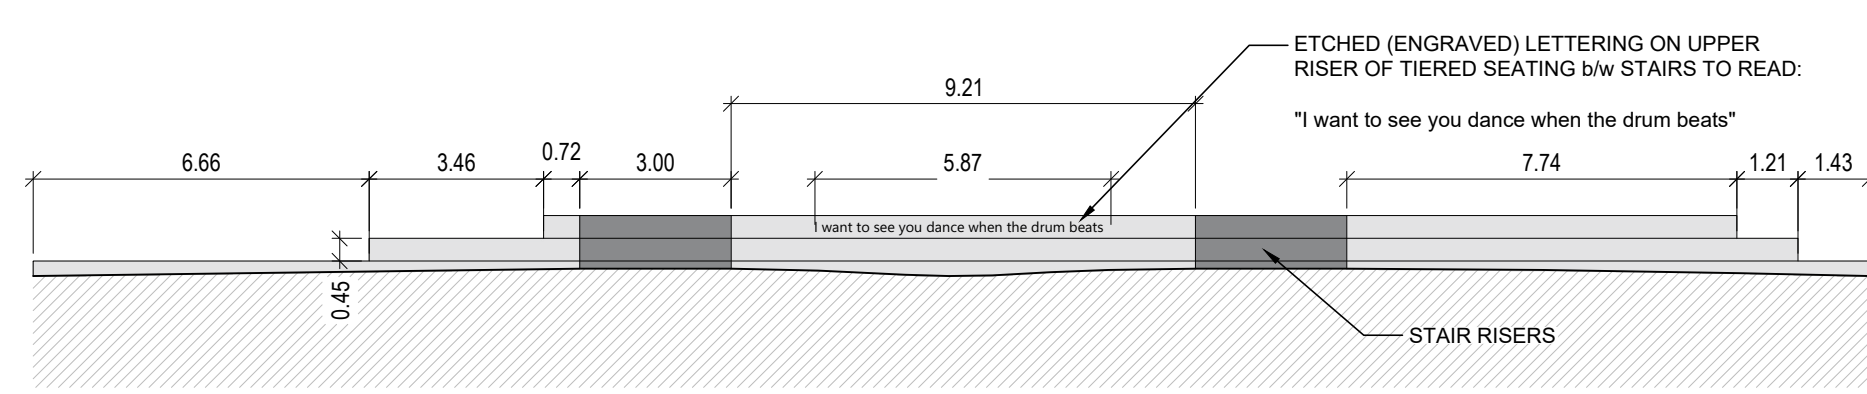 ETCHED (ENGRAVED) LETTERING ON UPPER
RISER OF TIERED SEATING b/w STAIRS TO READ:
"I want to see you dance when the drum beats"
9.21
6.66
3.46
0.72
3.00
5.87
7.74
1.21
1.43
I want to see you dance when the drum beats
0.45
STAIR RISERS